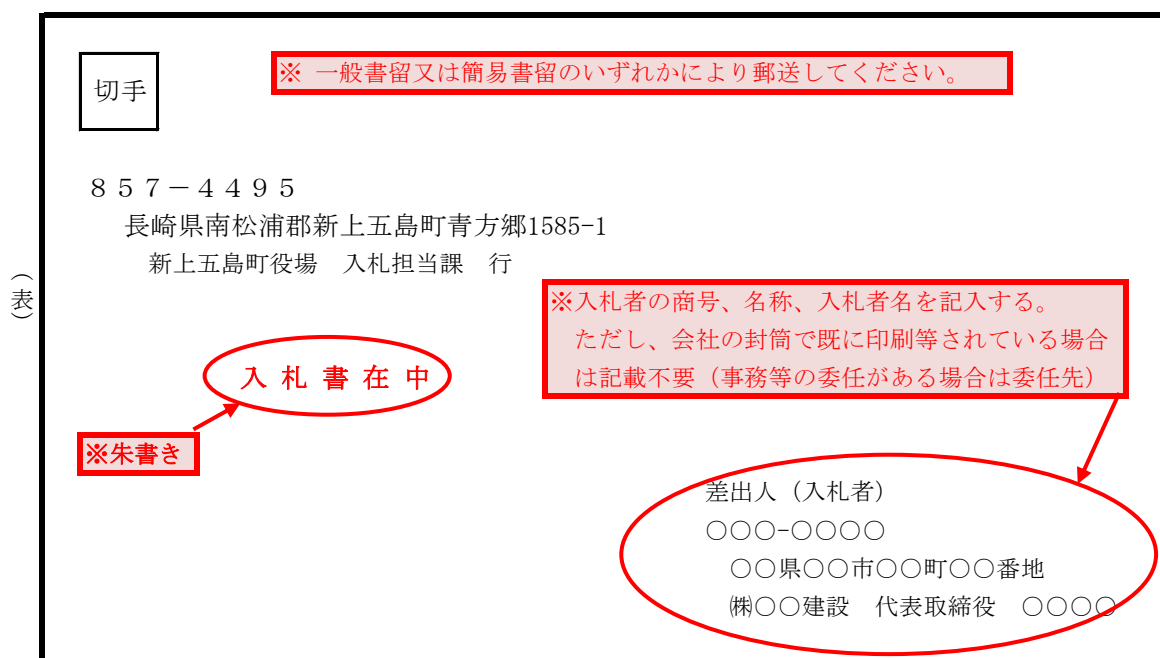 切手
※ 一般書留又は簡易書留のいずれかにより郵送してください。
８５７－４４９５
長崎県南松浦郡新上五島町青方郷1585-1
新上五島町役場　入札担当課　行
（表）
※入札者の商号、名称、入札者名を記入する。
ただし、会社の封筒で既に印刷等されている場合
は記載不要（事務等の委任がある場合は委任先）
入 札 書 在 中
※朱書き
差出人（入札者）
○○○-○○○○
○○県○○市○○町○○番地
㈱○○建設　代表取締役　○○○○